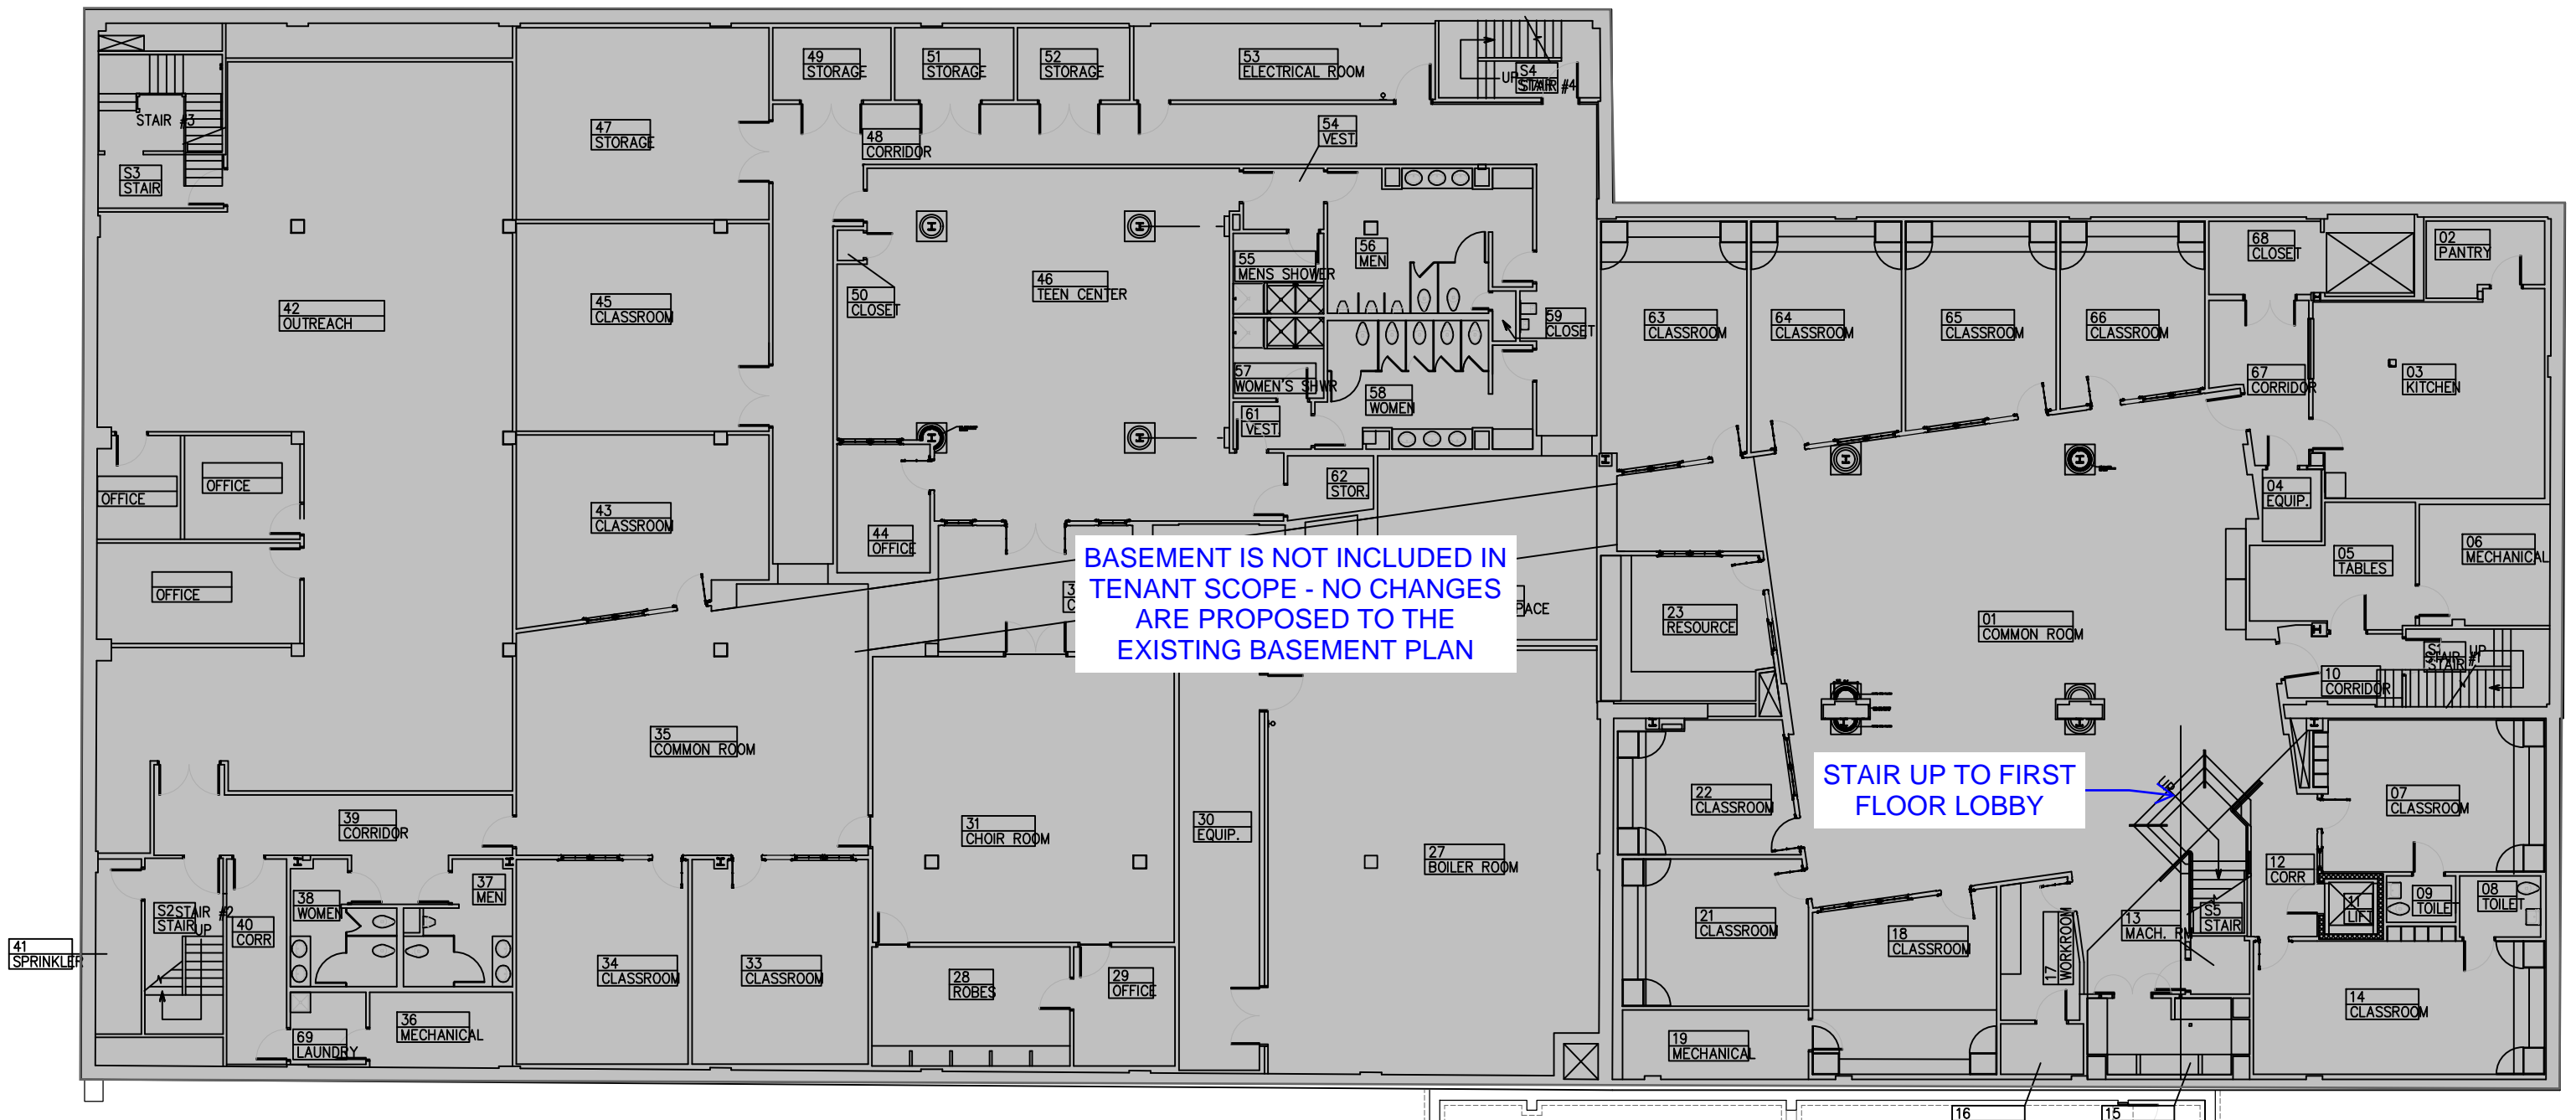 49
STORAGE
51
STORAGE
52
STORAGE
53
ELECTRICAL ROOM
UP
S4
STAIR
STAIR #4
STAIR #3
S3
STAIR
47
STORAGE
48
CORRIDOR
54
VEST.
42
OUTREACH
45
CLASSROOM
50
CLOSET
46
TEEN CENTER
55
MENS SHOWER
56
MEN
57
WOMEN'S SHWR
58
WOMEN
59
CLOSET
61
VEST
62
STOR.
63
CLASSROOM
64
CLASSROOM
65
CLASSROOM
66
CLASSROOM
67
CORRIDOR
68
CLOSET
02
PANTRY
03
KITCHEN
04
EQUIP.
05
TABLES
06
MECHANICAL
OFFICE
OFFICE
OFFICE
43
CLASSROOM
44
OFFICE
BASEMENT IS NOT INCLUDED IN
TENANT SCOPE - NO CHANGES
ARE PROPOSED TO THE
EXISTING BASEMENT PLAN
PACE
23
RESOURCE
01
COMMON ROOM
S1
STAIR
STAIR #1
UP
10
CORRIDOR
35
COMMON ROOM
STAIR UP TO FIRST
FLOOR LOBBY
UP
22
CLASSROOM
07
CLASSROOM
39
CORRIDOR
31
CHOIR ROOM
30
EQUIP.
27
BOILER ROOM
12
CORR
11
LIFT
09
TOILE
08
TOILET
37
MEN
38
WOMEN
S2
STAIR
STAIR #2
UP
40
CORR
41
SPRINKLER
21
CLASSROOM
18
CLASSROOM
17
WORKROOM
13
MACH. RM
S5
STAIR
34
CLASSROOM
33
CLASSROOM
28
ROBES
29
OFFICE
14
CLASSROOM
36
MECHANICAL
69
LAUNDRY
19
MECHANICAL
16
15